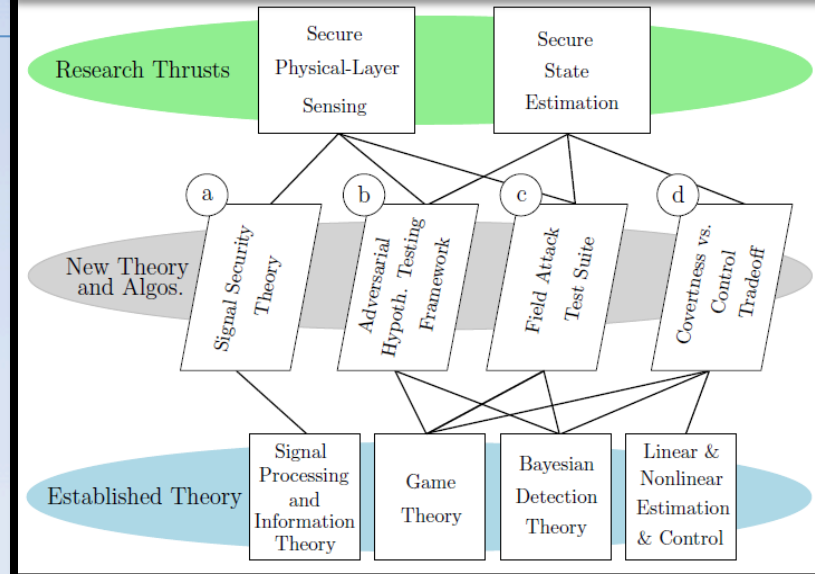 Research Thrusts
Secure
Physical-Layer
Sensing
Secure
State
Estimation
a
b
c
d
New Theory
and Algos.
Signal Security
Theory
Adversarial
Hypoth. Testing
Framework
Field Attack
Test Suite
Covertness vs.
Control
Tradeoff
Established Theory
Signal
Processing
and
Information
Theory
Game
Theory
Bayesian
Detection
Theory
Linear &
Nonlinear
Estimation
& Control